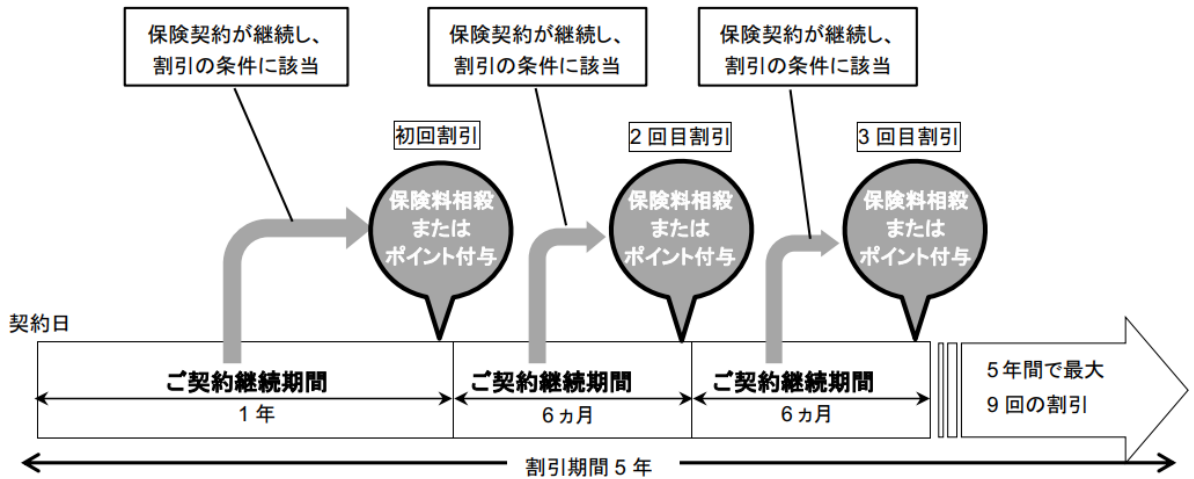 保険契約が継続し、
割引の条件に該当
保険契約が継続し、
割引の条件に該当
保険契約が継続し、
割引の条件に該当
初回割引
2 回目割引
3 回目割引
保険料相殺
または
ポイント付与
保険料相殺
または
ポイント付与
保険料相殺
または
ポイント付与
契約日
ご契約継続期間
1 年
ご契約継続期間
6 ヵ月
ご契約継続期間
6 ヵ月
5 年間で最大
9 回の割引
割引期間 5 年